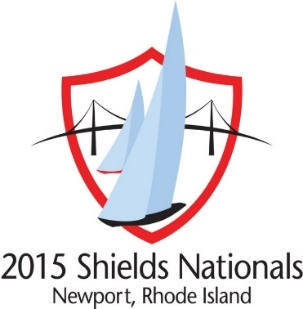 2015 Shields Nationals
Newport, Rhode Island